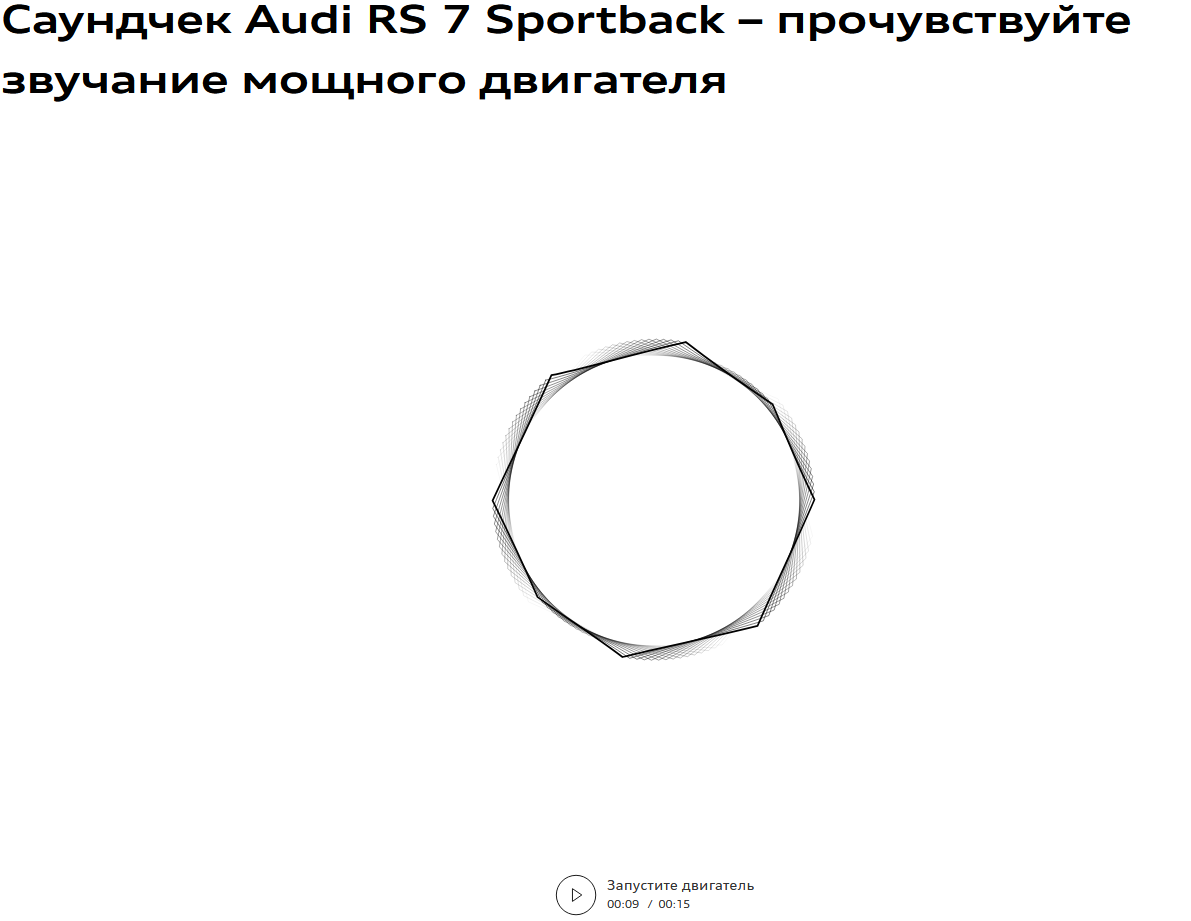 Саундчек Audi RS 7 Sportback – прочувствуйте
звучание мощного двигателя
Запустите двигатель
00:09 / 00:15